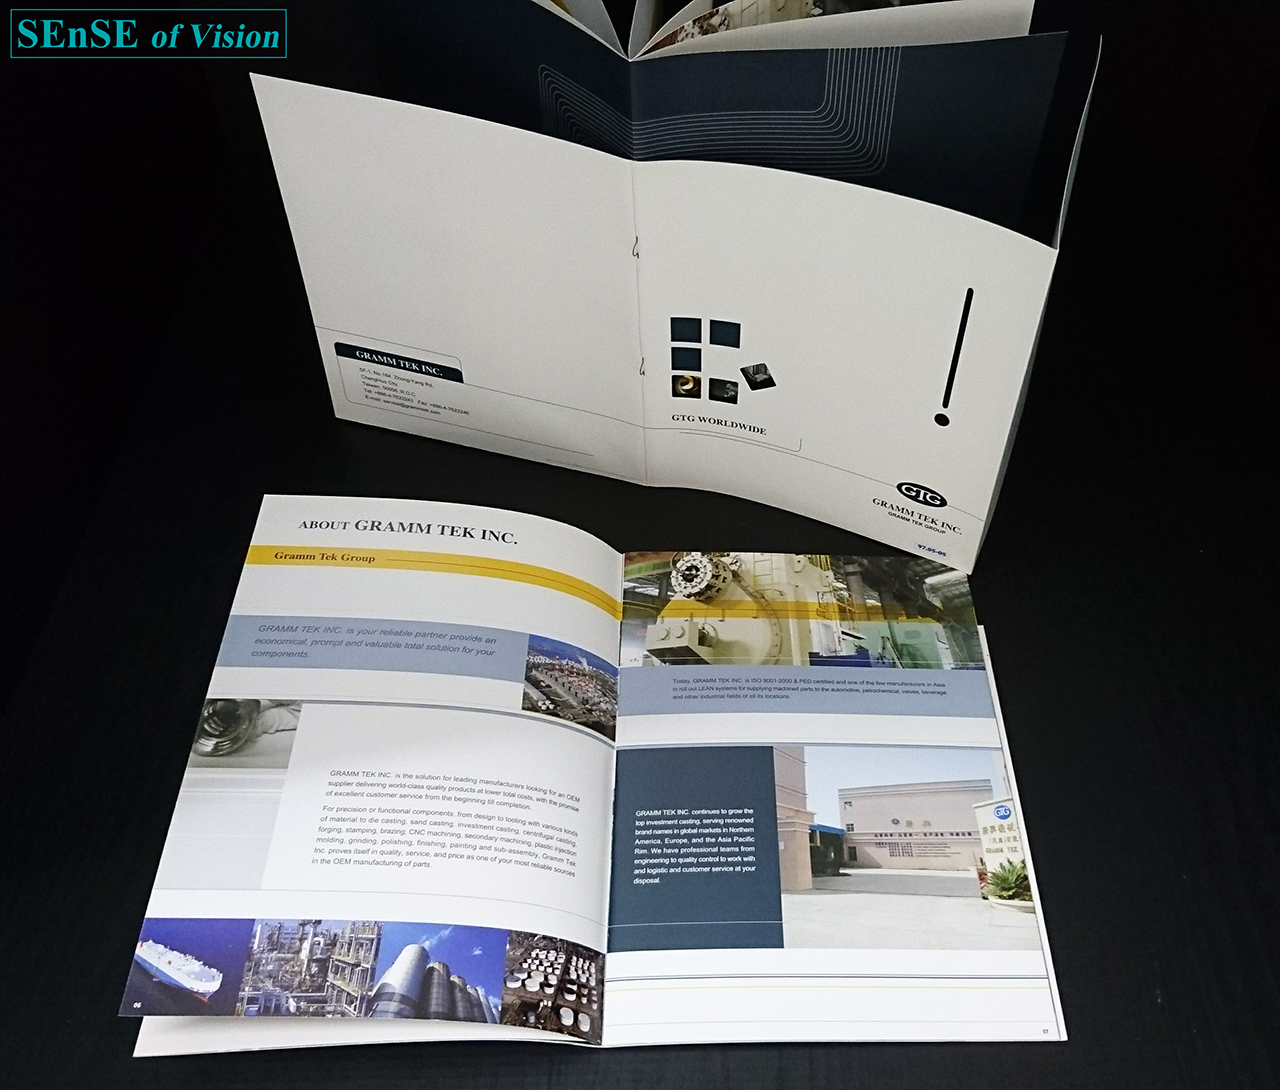 SEnSE of Vision
GRAMM TEK INC.
5F-1, No.164, Zhong-Yang Rd.,
ChangHua City,
Taiwan, 50056, R.O.C.
Tel: +886-4-7622243 Fax: +886-4-7622246
E-mail: service@grammtek.com
GTG WORLDWIDE
GTG
GRAMM TEK INC.
GRAMM TEK GROUP
97.05-05
ABOUT GRAMM TEK INC.
Gramm Tek Group
GRAMM TEK INC. is your reliable partner provide an
economical, prompt and valuable total solution for your
components.
GRAMM TEK INC. is the solution for leading manufacturers looking for an OEM
supplier delivering world-class quality products at lower total costs, with the promise
of excellent customer service from the beginning till completion.
For precision or functional components, from design to tooling with various kinds
of material to die casting, sand casting, investment casting, centrifugal casting,
forging, stamping, brazing, CNC machining, secondary machining, plastic injection
molding, grinding, polishing, finishing, painting and sub-assembly, Gramm Tek
Inc. proves itself in quality, service, and price as one of your most reliable sources
in the OEM manufacturing of parts.
06
Today, GRAMM TEK INC. is ISO 9001-2000 & PED certified and one of the few manufacturers in Asia
to roll out LEAN systems for supplying machined parts to the automotive, petrochemical, valves, beverage
and other industrial fields of all its locations.
GRAMM TEK INC. continues to grow the
top investment casting, serving renowned
brand names in global markets in Northern
America, Europe, and the Asia Pacific
Rim. We have professional teams from
engineering to quality control to work with
and logistic and customer service at your
disposal.
GTG
GRAMM TEK
07